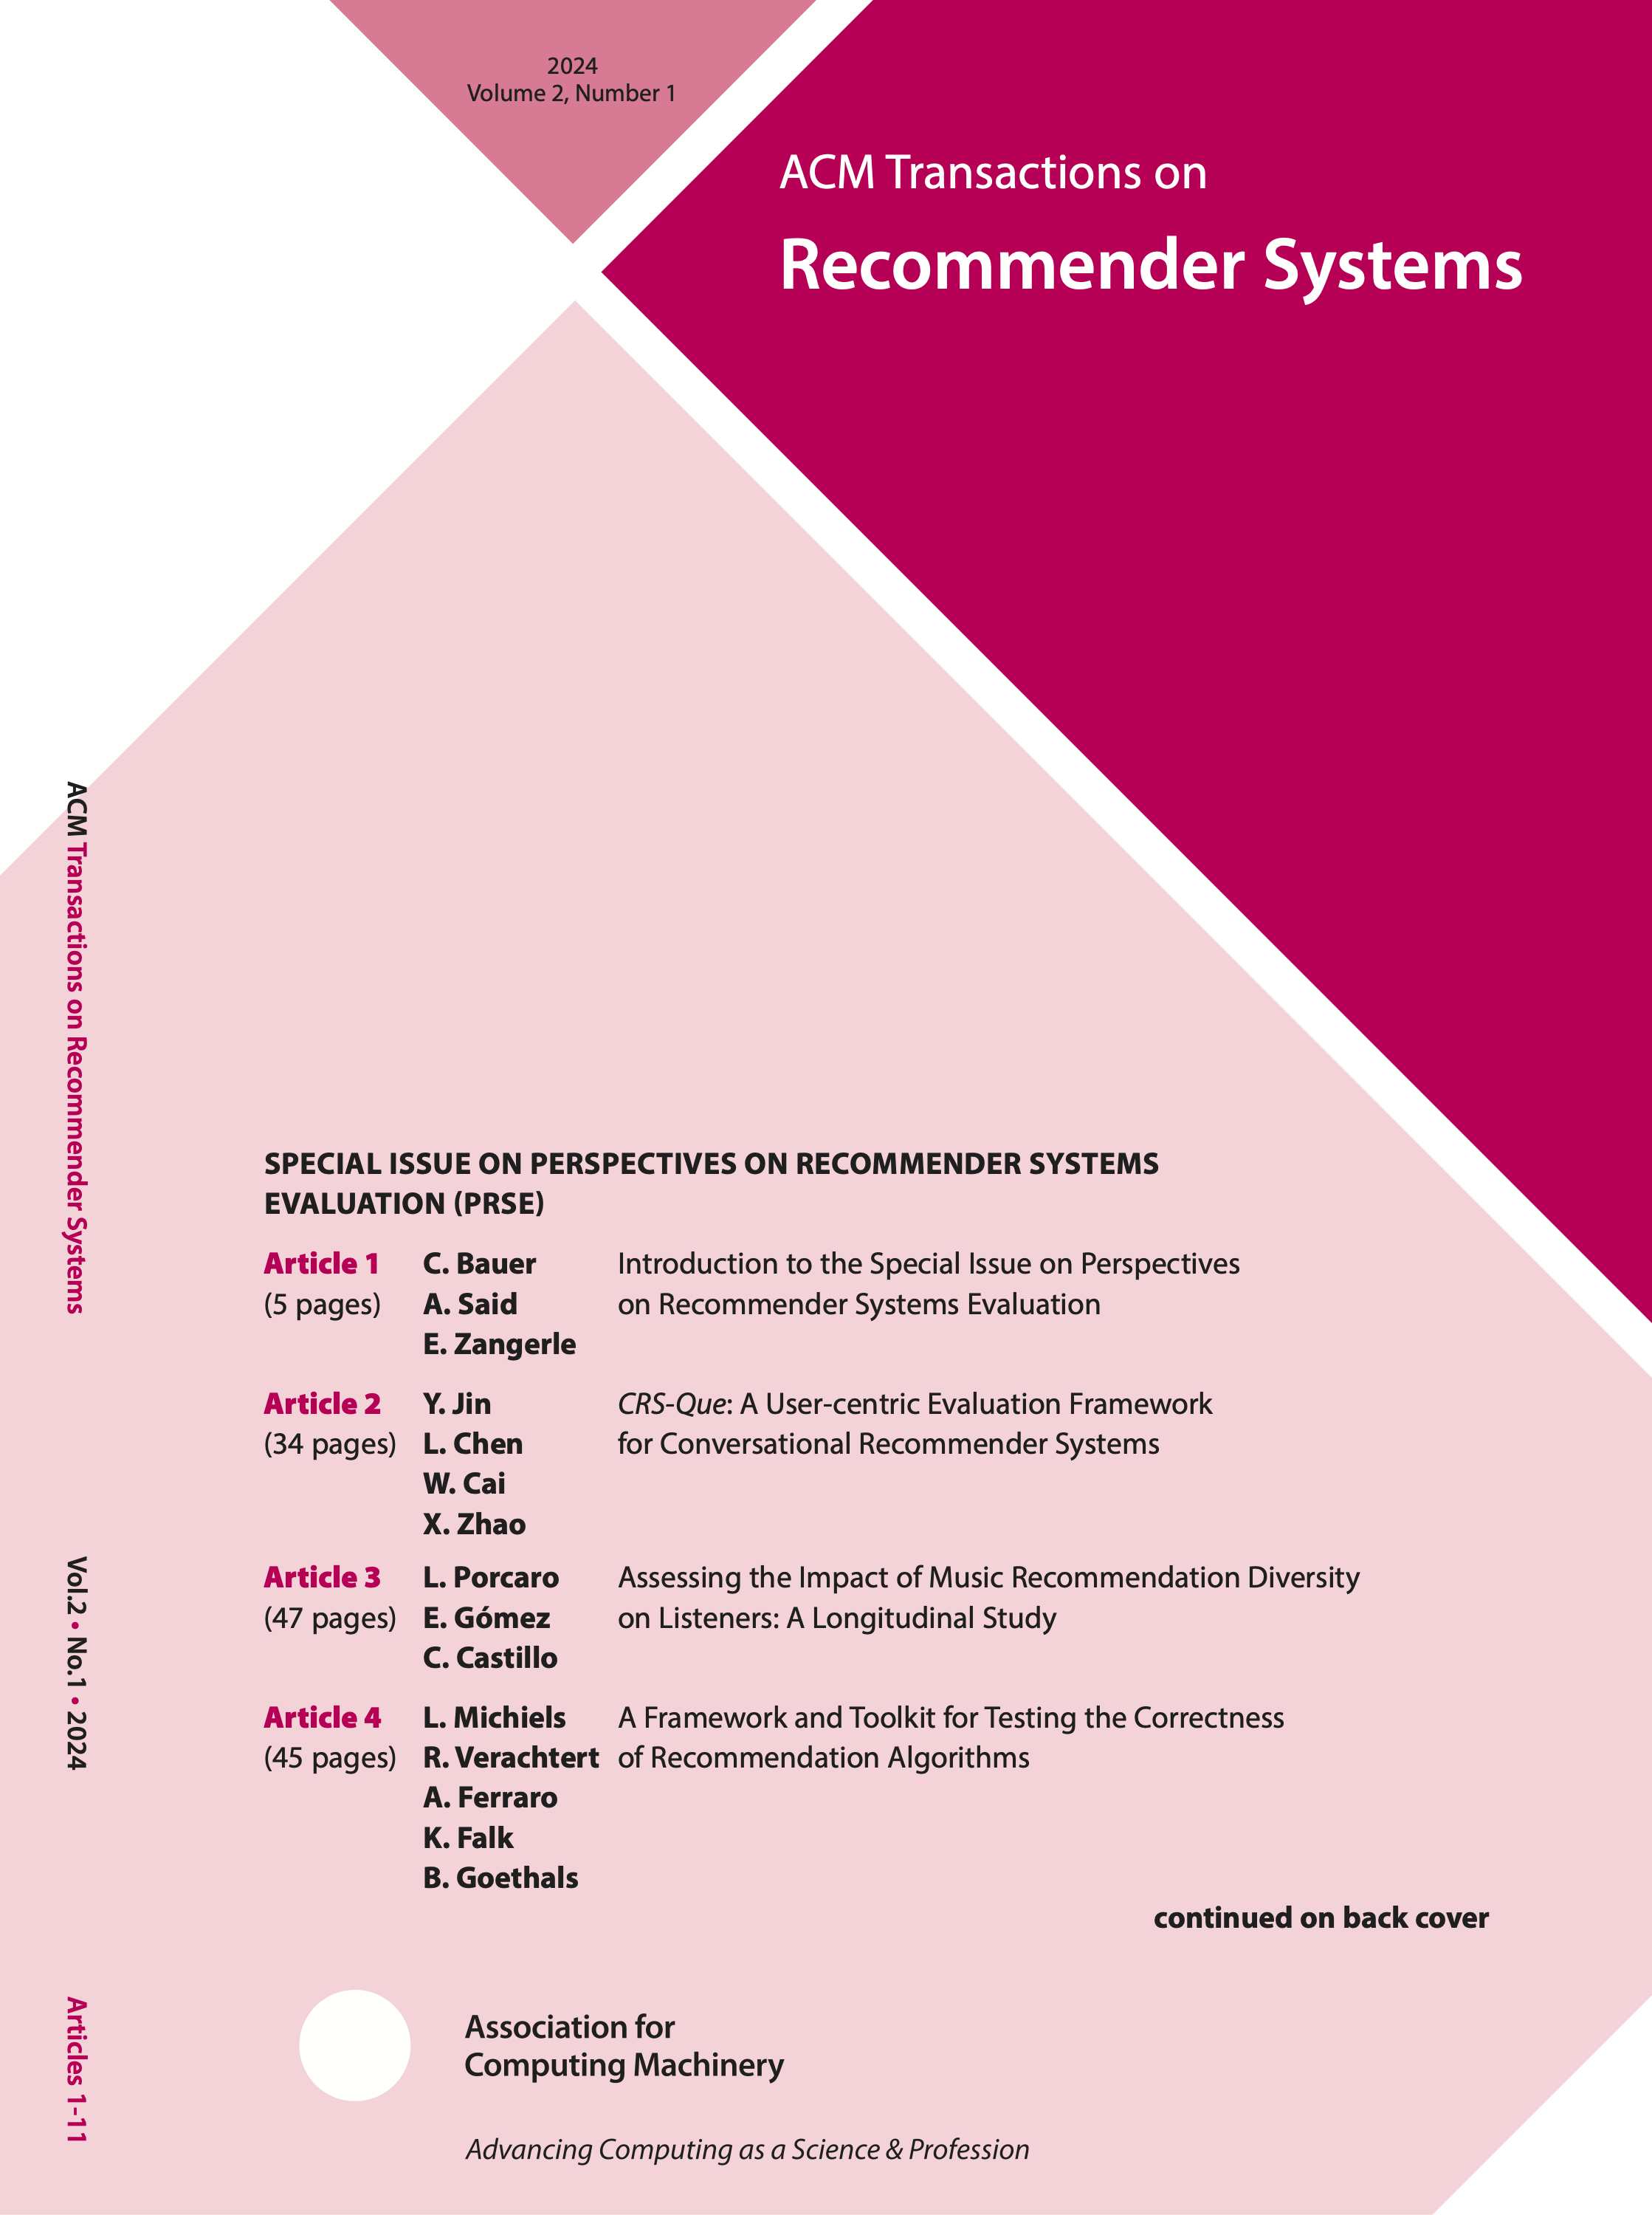 2024
Volume 2, Number 1
ACM Transactions on
Recommender Systems
ACM Transactions on Recommender Systems
Vol.2 • No.1 • 2024
Articles 1-11
SPECIAL ISSUE ON PERSPECTIVES ON RECOMMENDER SYSTEMS
EVALUATION (PRSE)
Article 1 C. Bauer Introduction to the Special Issue on Perspectives
(5 pages) A. Said on Recommender Systems Evaluation
E. Zangerle
Article 2 Y. Jin CRS-Que: A User-centric Evaluation Framework
(34 pages) L. Chen for Conversational Recommender Systems
W. Cai
X. Zhao
Article 3 L. Porcaro Assessing the Impact of Music Recommendation Diversity
(47 pages) E. Gómez on Listeners: A Longitudinal Study
C. Castillo
Article 4 L. Michiels A Framework and Toolkit for Testing the Correctness
(45 pages) R. Verachtert of Recommendation Algorithms
A. Ferraro
K. Falk
B. Goethals
continued on back cover
Association for
Computing Machinery
Advancing Computing as a Science & Profession